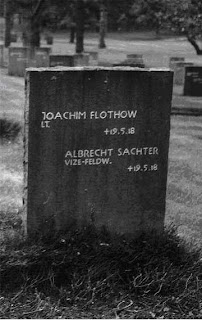 JOACHIM FLOTHOW
LT.
+19.5.18
ALBRECHT SACHTER
VIZE-FELDW.
+19.5.18